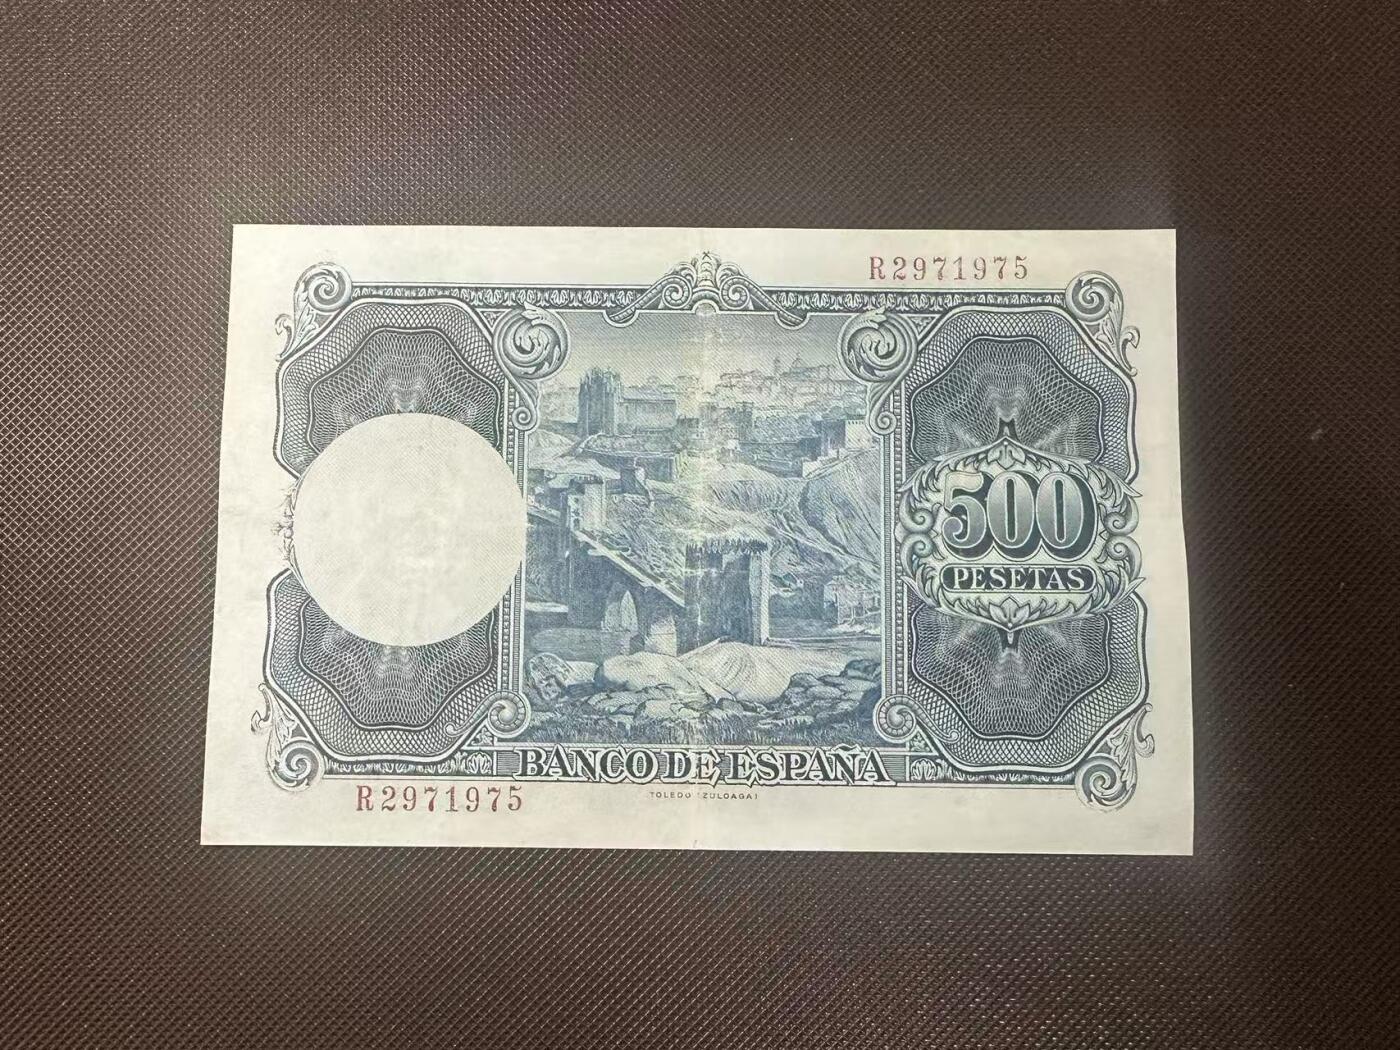 R2971975
500
PESETAS
BANCO DE ESPAÑA
R2971975
TOLEDO (ZULOAGA)